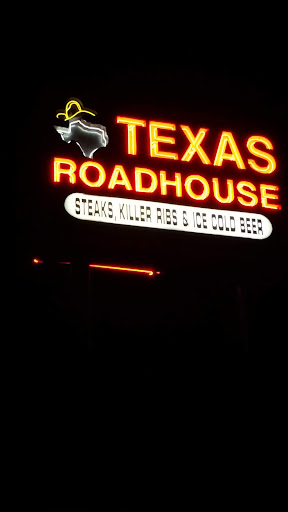 TEXAS
ROADHOUSE
STEAKS, KILLER RIBS & ICE COLD BEER